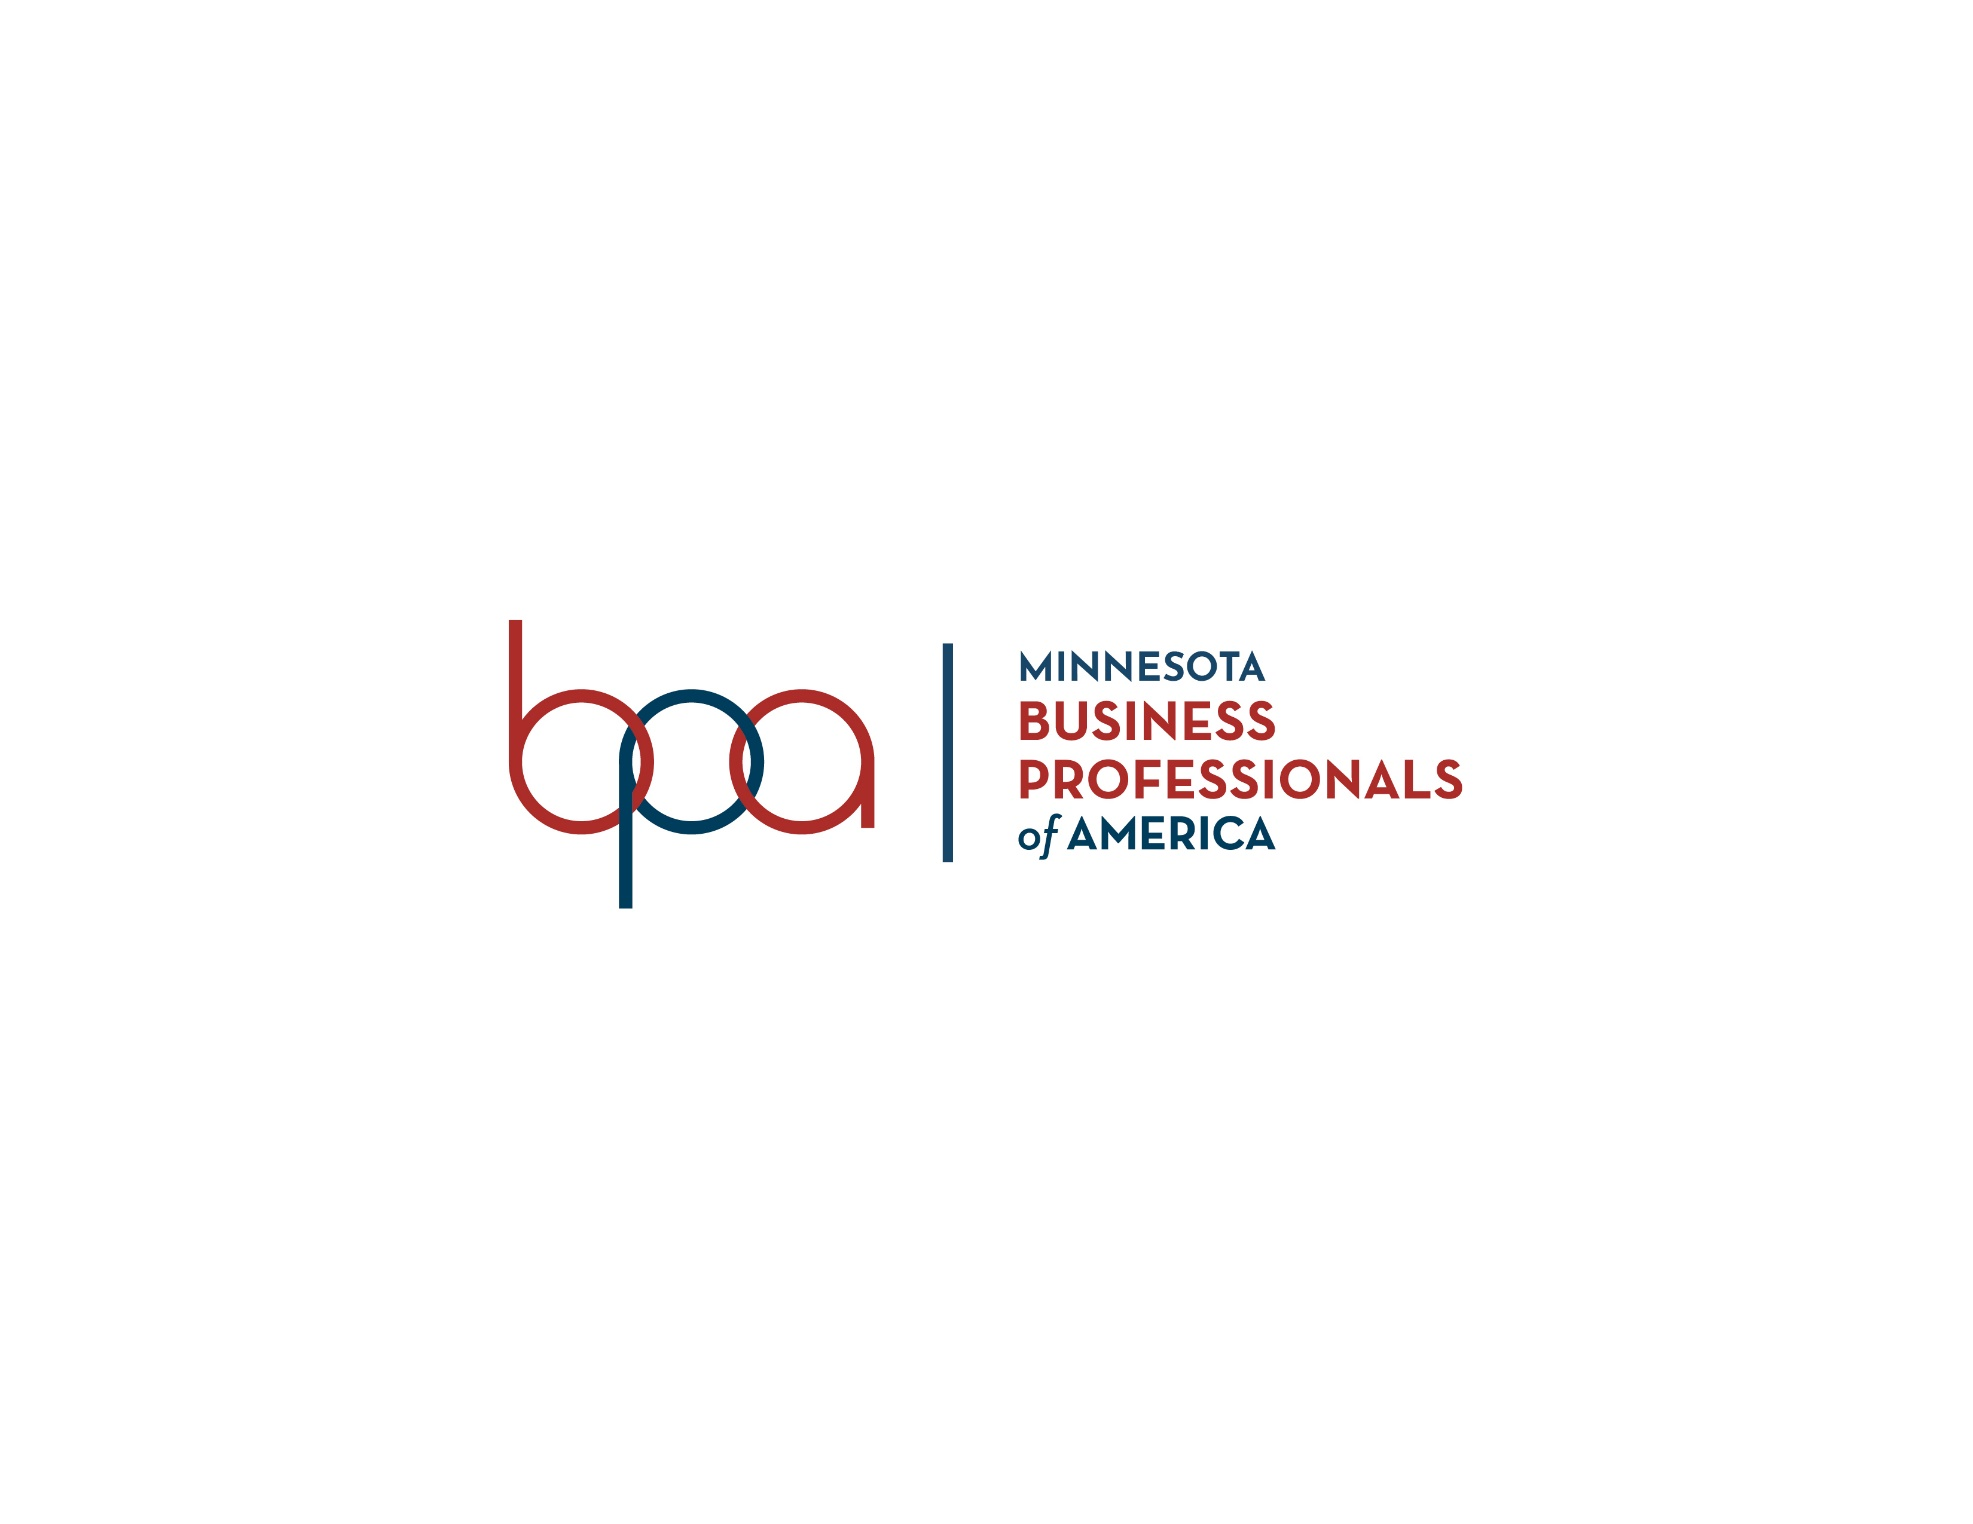 bpa
MINNESOTA
BUSINESS
PROFESSIONALS
of AMERICA